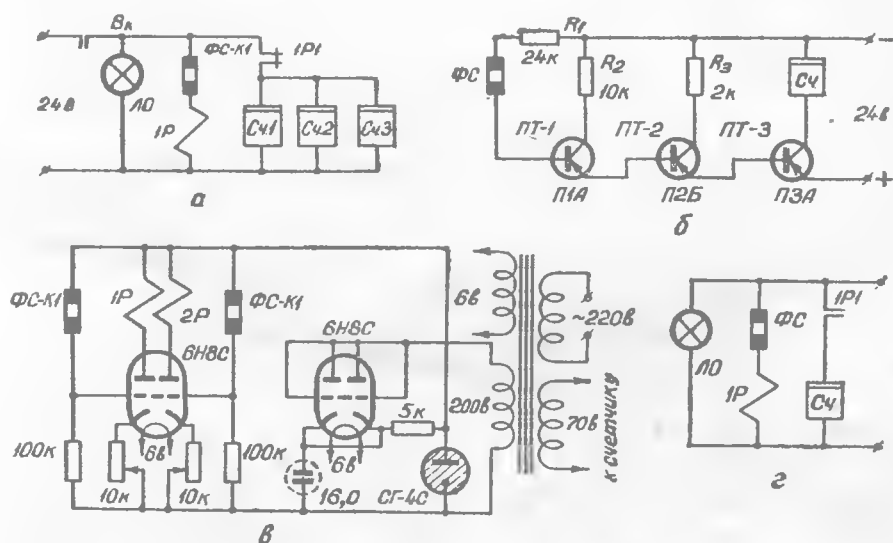 Вк
ФС-К1
1Р1
24в
ЛО
1Р
Сч1
Сч2
Сч3
а
R1
24к
ФС
R2
10к
R3
2к
Сч
24в
ПТ-1
ПТ-2
ПТ-3
П1А
П2Б
П3А
б
ФС-К1
1Р
2Р
ФС-К1
6Н8С
6Н8С
6в
~220в
200в
70в
к счетчику
5к
100к
6в
100к
10к
10к
6в
16,0
СГ-4С
в
ЛО
ФС
1Р1
1Р
Сч
г